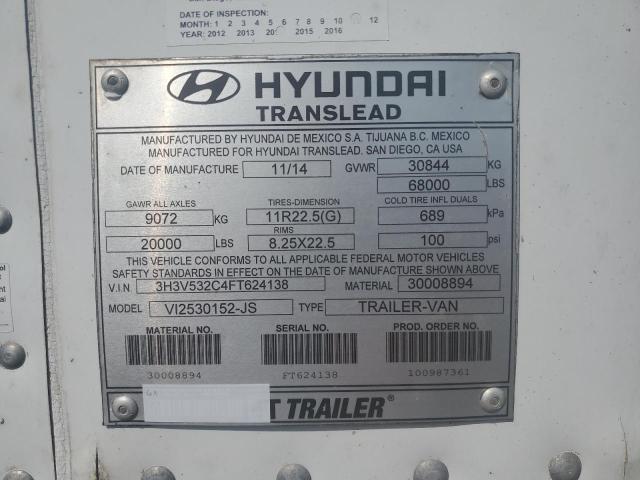 DATE OF INSPECTION:
MONTH: 1 2 3 4 5 6 7 8 9 10 12
YEAR: 2012 2013 2015 2016
HYUNDAI
TRANSLEAD
MANUFACTURED BY HYUNDAI DE MEXICO S.A. TIJUANA B.C. MEXICO
MANUFACTURED FOR HYUNDAI TRANSLEAD. SAN DIEGO, CA USA
DATE OF MANUFACTURE 11/14 GVWR 30844 KG
68000 LBS
GAWR ALL AXLES TIRES-DIMENSION COLD TIRE INFL DUALS
9072 KG 11R22.5(G) 689 kPa
RIMS
20000 LBS 8.25X22.5 100 psi
THIS VEHICLE CONFORMS TO ALL APPLICABLE FEDERAL MOTOR VEHICLES
SAFETY STANDARDS IN EFFECT ON THE DATE OF MANUFACTURE SHOWN ABOVE
V.I.N 3H3V532C4FT624138 MATERIAL 30008894
MODEL VI2530152-JS TYPE TRAILER-VAN
MATERIAL NO. SERIAL NO. PROD. ORDER NO.
30008894 FT624138 100987361
T TRAILER®